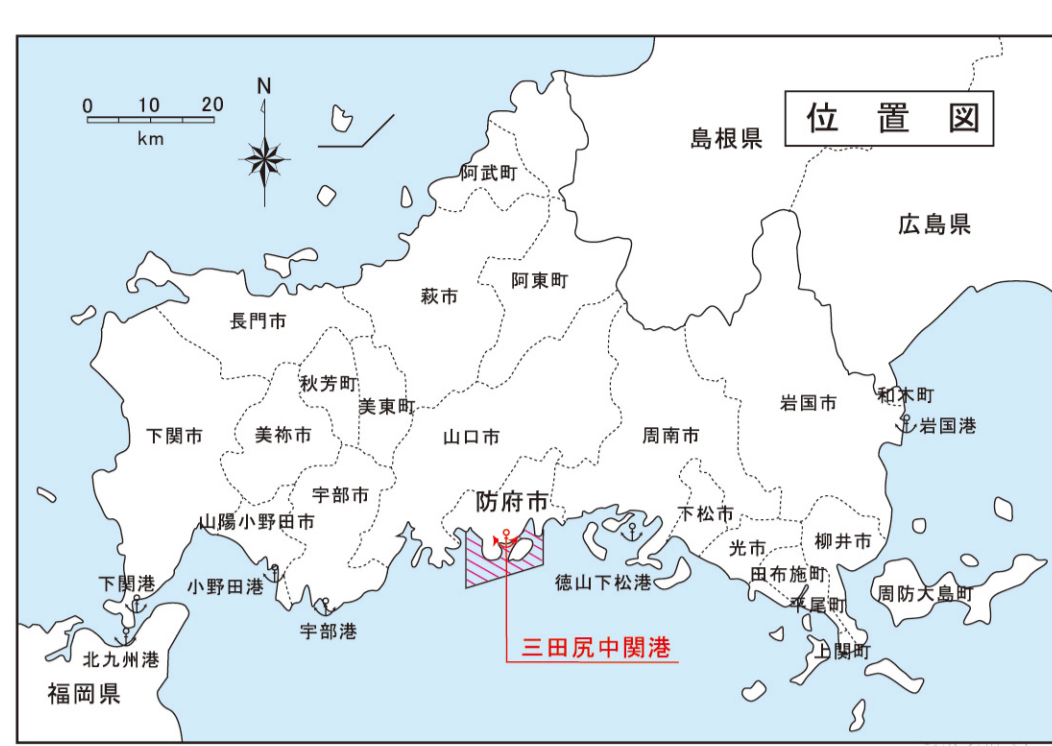 位置図
N
0 10 20
km
島根県
広島県
阿武町
阿東町
萩市
長門市
秋芳町
美東町
下関市
美祢市
山口市
周南市
岩国市
和木町
岩国港
宇部市
防府市
山陽小野田市
下松市
光市
柳井市
下関港
小野田港
宇部港
徳山下松港
田布施町
平尾町
周防大島町
三田尻中関港
上関町
北九州港
福岡県